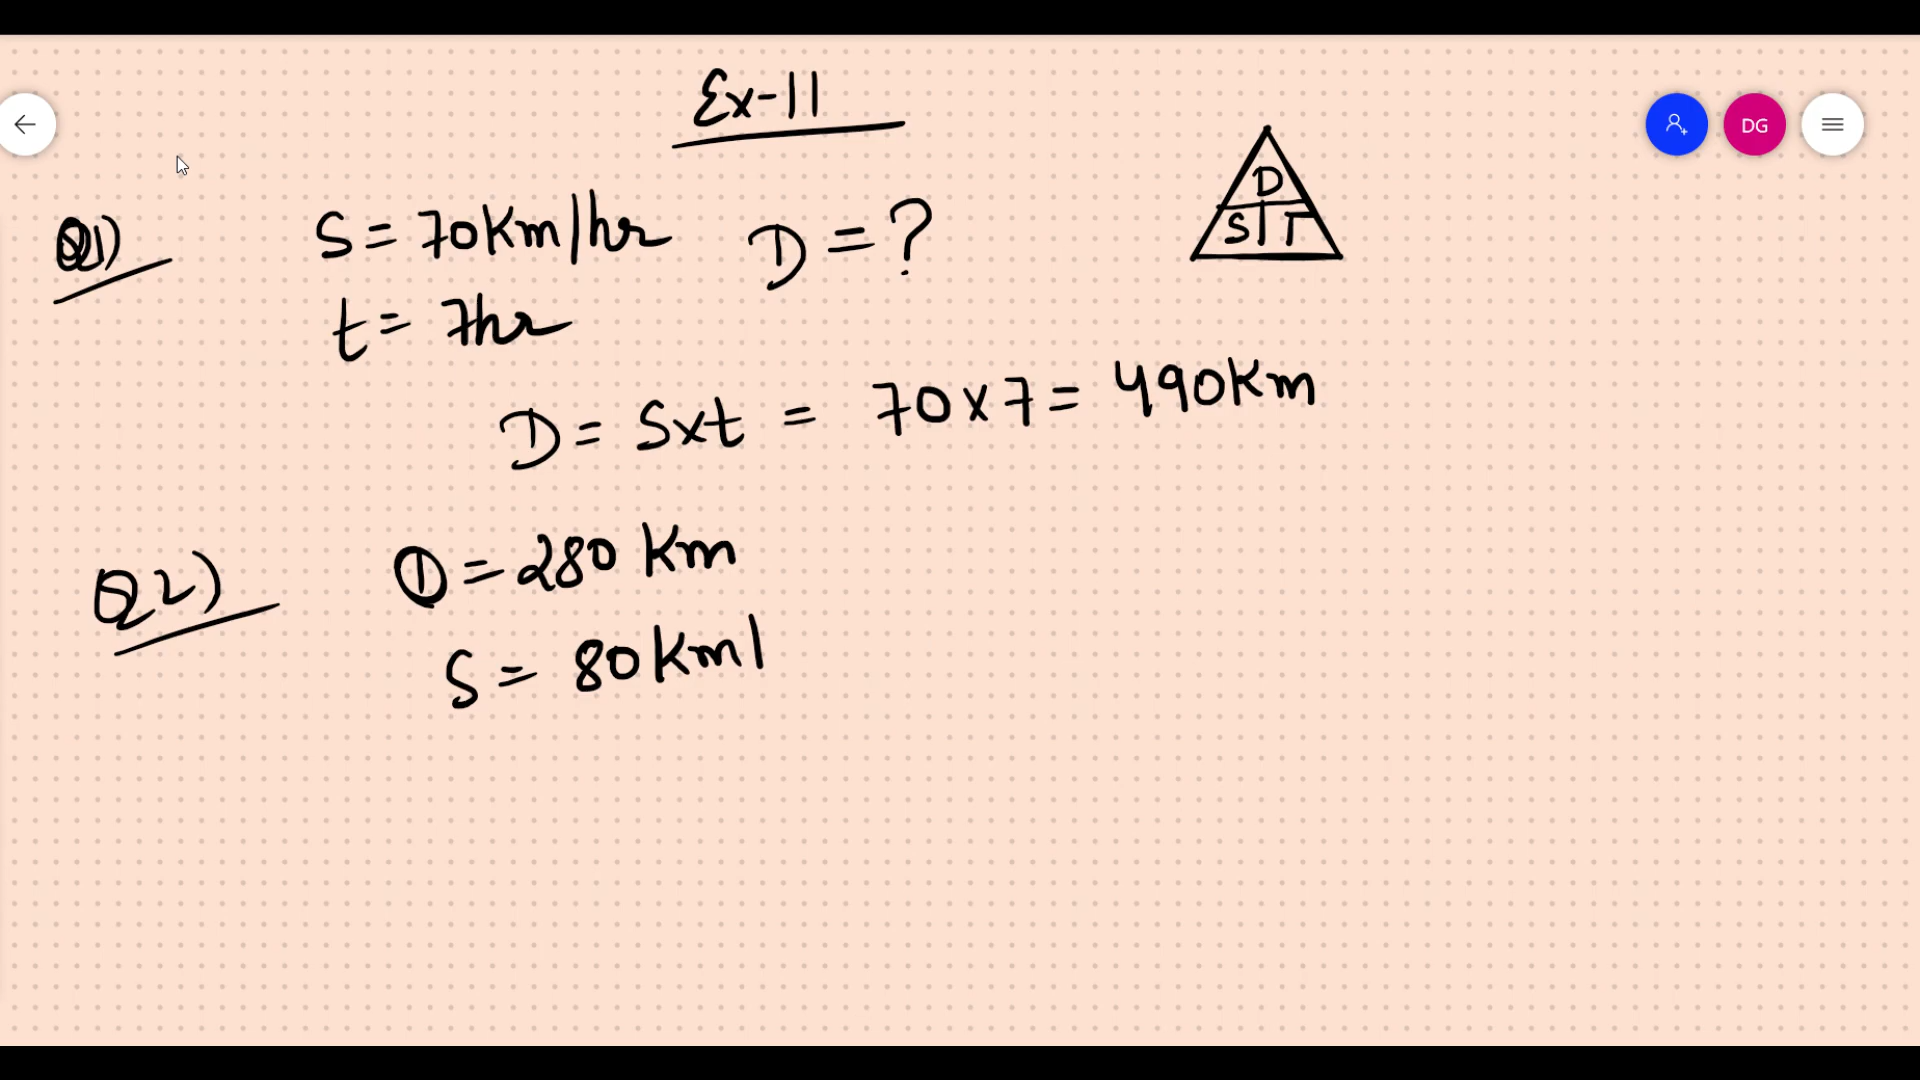 Ex-11
DG
D
S T
Q1) S = 70Km/hr D = ?
t = 7hr
D = S×t = 70×7 = 490Km
Q2) D = 280 Km
S = 80Km/